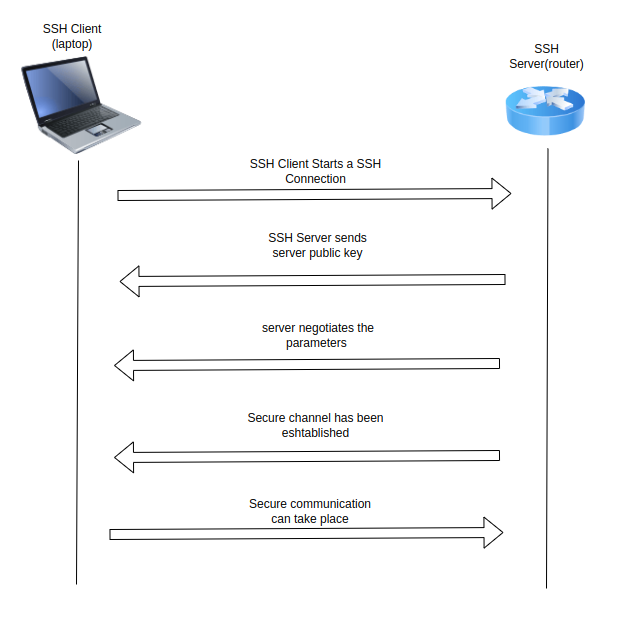 SSH Client
(laptop)
SSH
Server(router)
SSH Client Starts a SSH
Connection
SSH Server sends
server public key
server negotiates the
parameters
Secure channel has been
eshtablished
Secure communication
can take place